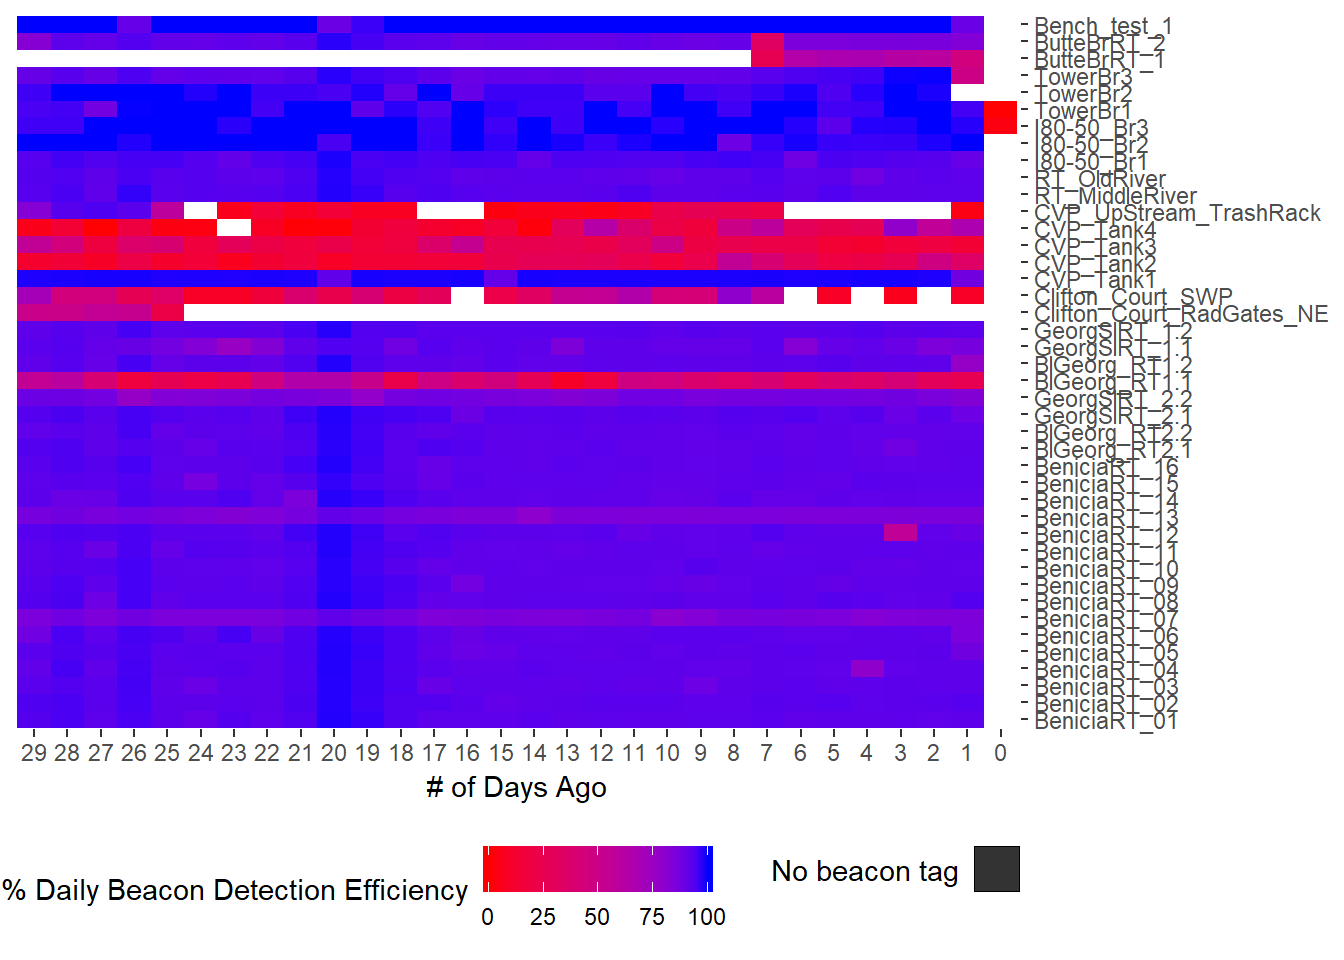 Bench_test_1
ButteBrRT_2
ButteBrRT_1
TowerBr3
TowerBr2
TowerBr1
I80-50_Br3
I80-50_Br2
I80-50_Br1
RT_OldRiver
RT_MiddleRiver
CVP_UpStream_TrashRack
CVP_Tank4
CVP_Tank3
CVP_Tank2
CVP_Tank1
Clifton_Court_SWP
Clifton_Court_RadGates_NE
GeorgSlRT_1.2
GeorgSlRT_1.1
BlGeorg_RT1.2
BlGeorg_RT1.1
GeorgSlRT_2.2
GeorgSlRT_2.1
BlGeorg_RT2.2
BlGeorg_RT2.1
BeniciaRT_16
BeniciaRT_15
BeniciaRT_14
BeniciaRT_13
BeniciaRT_12
BeniciaRT_11
BeniciaRT_10
BeniciaRT_09
BeniciaRT_08
BeniciaRT_07
BeniciaRT_06
BeniciaRT_05
BeniciaRT_04
BeniciaRT_03
BeniciaRT_02
BeniciaRT_01
29 28 27 26 25 24 23 22 21 20 19 18 17 16 15 14 13 12 11 10 9 8 7 6 5 4 3 2 1 0
# of Days Ago
% Daily Beacon Detection Efficiency
0 25 50 75 100
No beacon tag